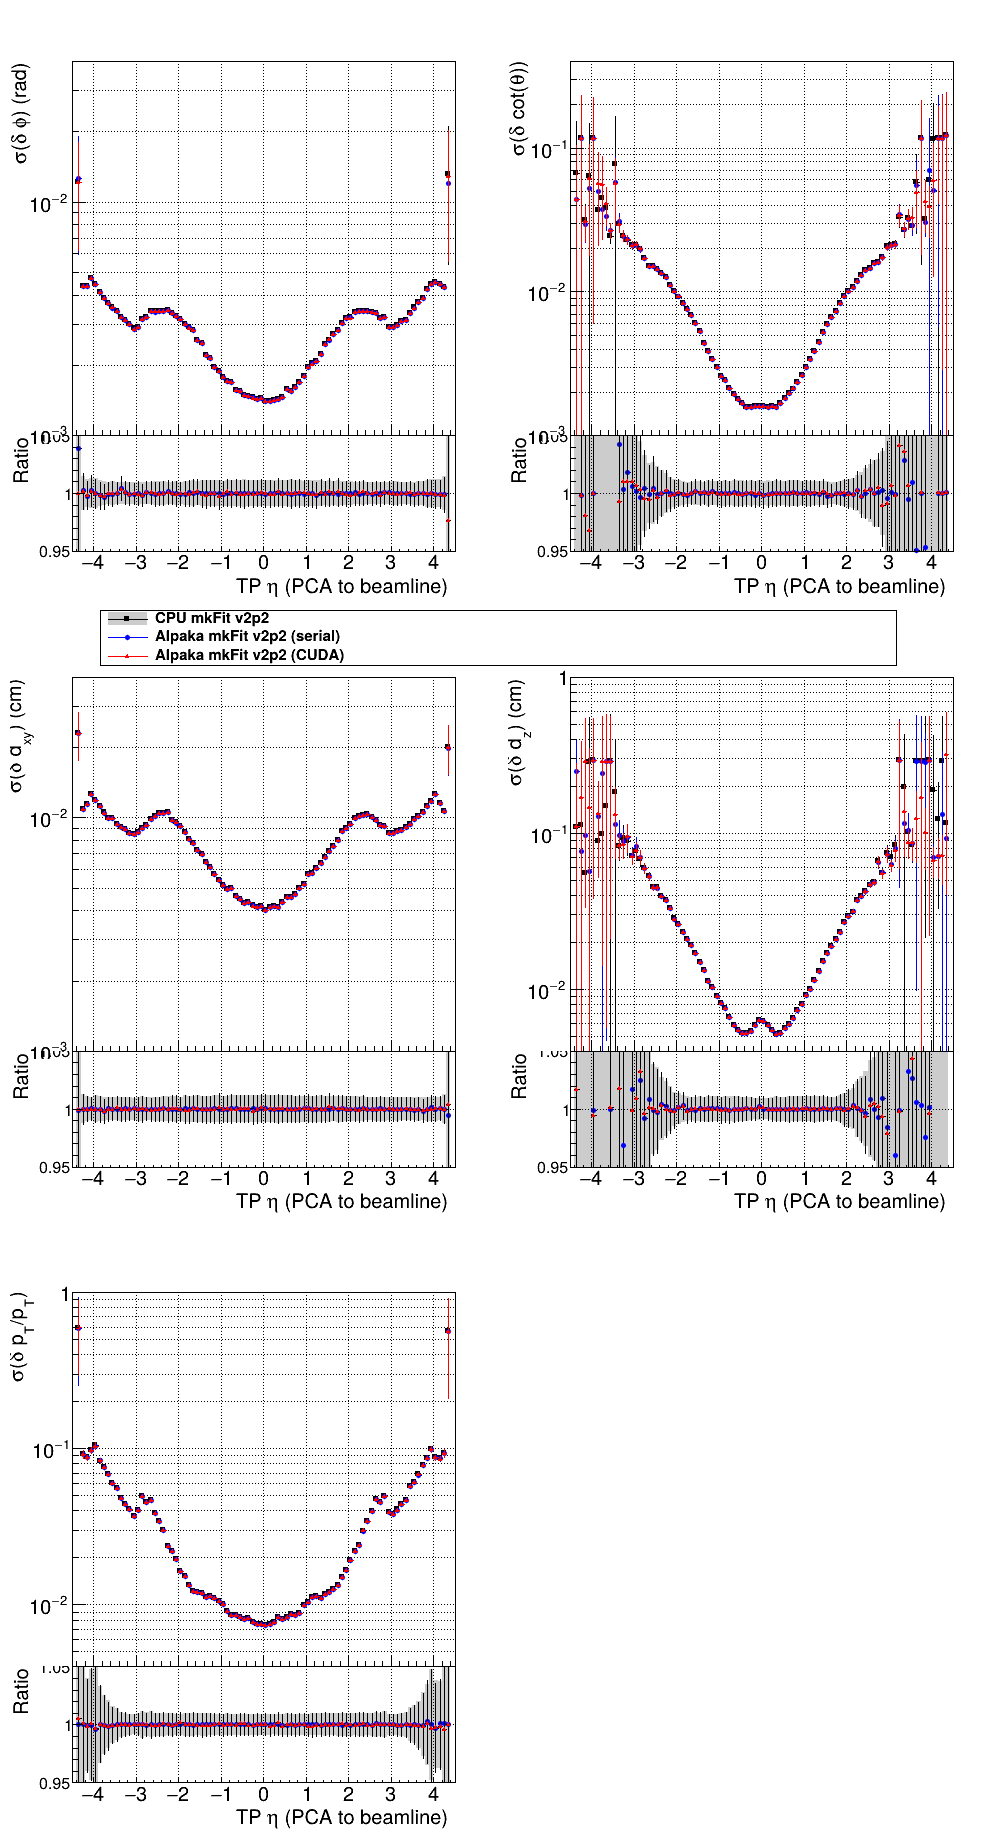 σ(δ φ) (rad)
10⁻²
10⁻³
Ratio
1.05
1
0.95
−4 −3 −2 −1 0 1 2 3 4
TP η (PCA to beamline)
σ(δ cot(θ))
10⁻¹
10⁻²
10⁻³
Ratio
1
0.95
−4 −3 −2 −1 0 1 2 3 4
TP η (PCA to beamline)
CPU mkFit v2p2
Alpaka mkFit v2p2 (serial)
Alpaka mkFit v2p2 (CUDA)
σ(δ d_xy) (cm)
10⁻²
10⁻³
Ratio
1.05
1
0.95
−4 −3 −2 −1 0 1 2 3 4
TP η (PCA to beamline)
σ(δ d_z) (cm)
1
10⁻¹
10⁻²
Ratio
1.05
1
0.95
−4 −3 −2 −1 0 1 2 3 4
TP η (PCA to beamline)
σ(δ p_T/p_T)
1
10⁻¹
10⁻²
Ratio
1.05
1
0.95
−4 −3 −2 −1 0 1 2 3 4
TP η (PCA to beamline)